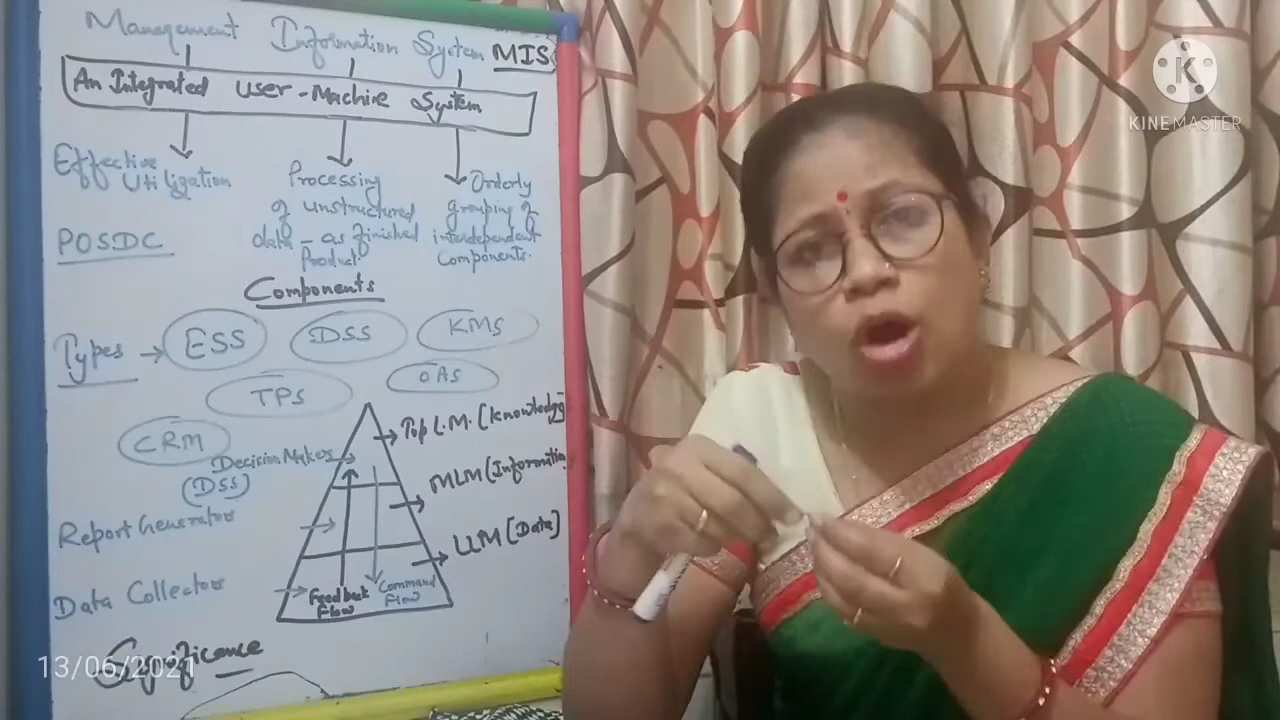 Management Information System MIS
An Integrated User-Machine System
Effective
Utilization
POSDC
Processing
of unstructured
data - as finished
Product.
Orderly
grouping of
interdependent
Components.
Components
Types → ESS DSS KMS
TPS OAS
CRM
Top L.M. (Knowledge
Decision Makers
(DSS)
MLM (Information
Report Generators
LLM (Data)
Data Collectors
Feedback
Flow
Command
Flow
Significance
13/06/2021
KINEMASTER